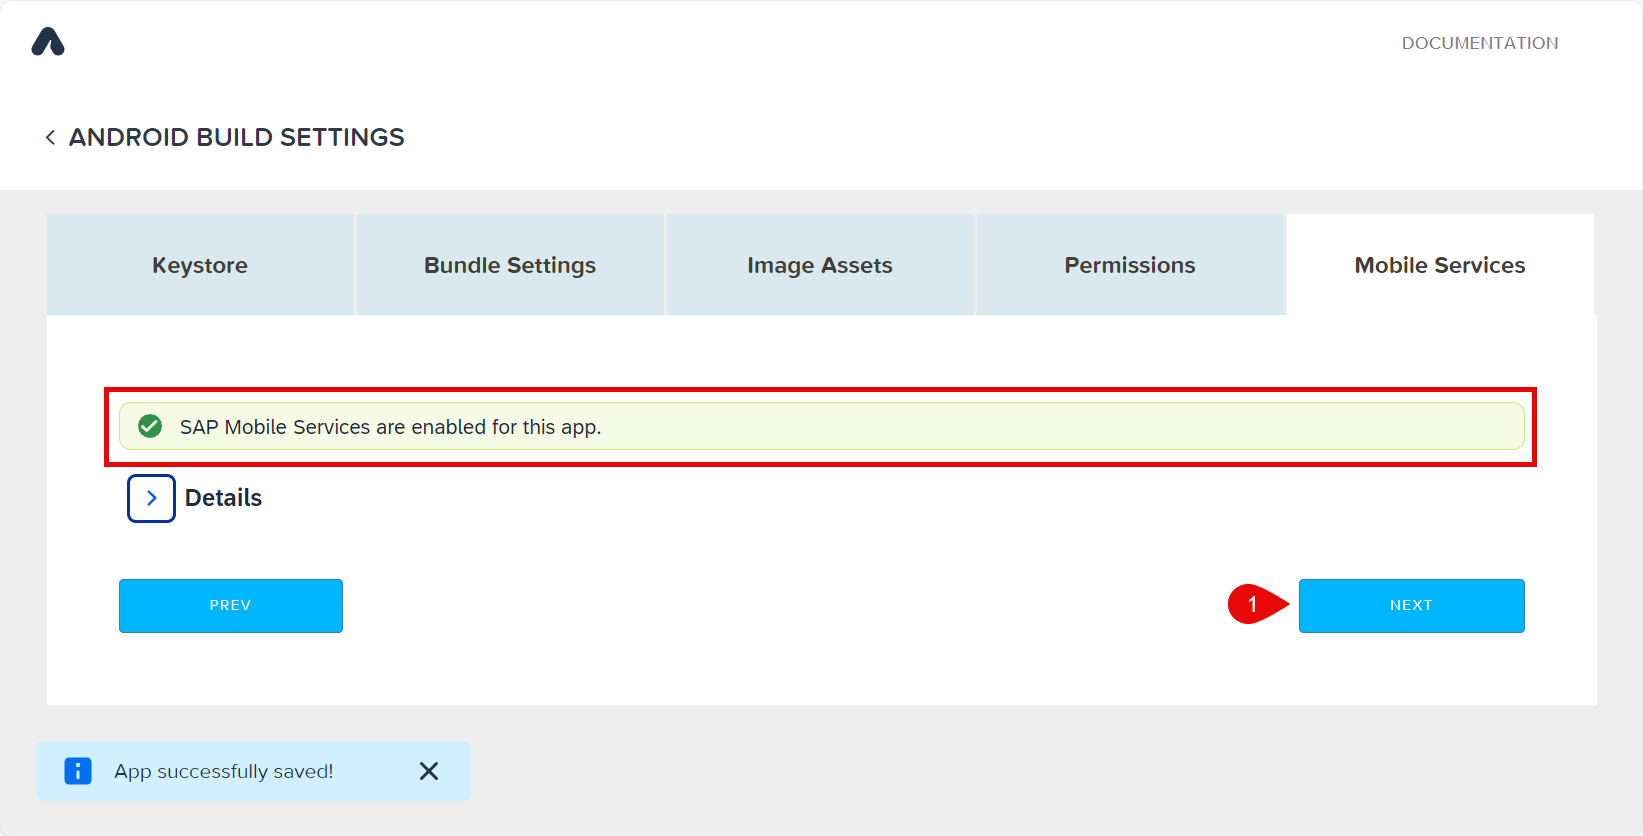 DOCUMENTATION
ANDROID BUILD SETTINGS
Keystore
Bundle Settings
Image Assets
Permissions
Mobile Services
SAP Mobile Services are enabled for this app.
Details
PREV
1
NEXT
App successfully saved!